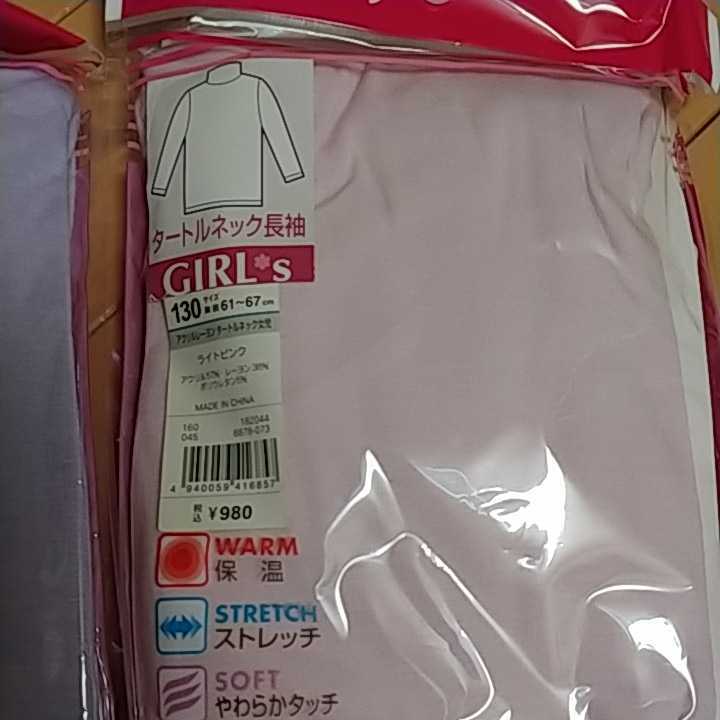 タートルネック長袖
GIRL*s
130 サイズ 61~67cm
アクリルレーヨンタートルネック女児
ライトピンク
アクリル57%・レーヨン38%
ポリウレタン5%
MADE IN CHINA
160 182044
045 6878-073
4 940059 416857
税込 ¥980
WARM
保温
STRETCH
ストレッチ
SOFT
やわらかタッチ